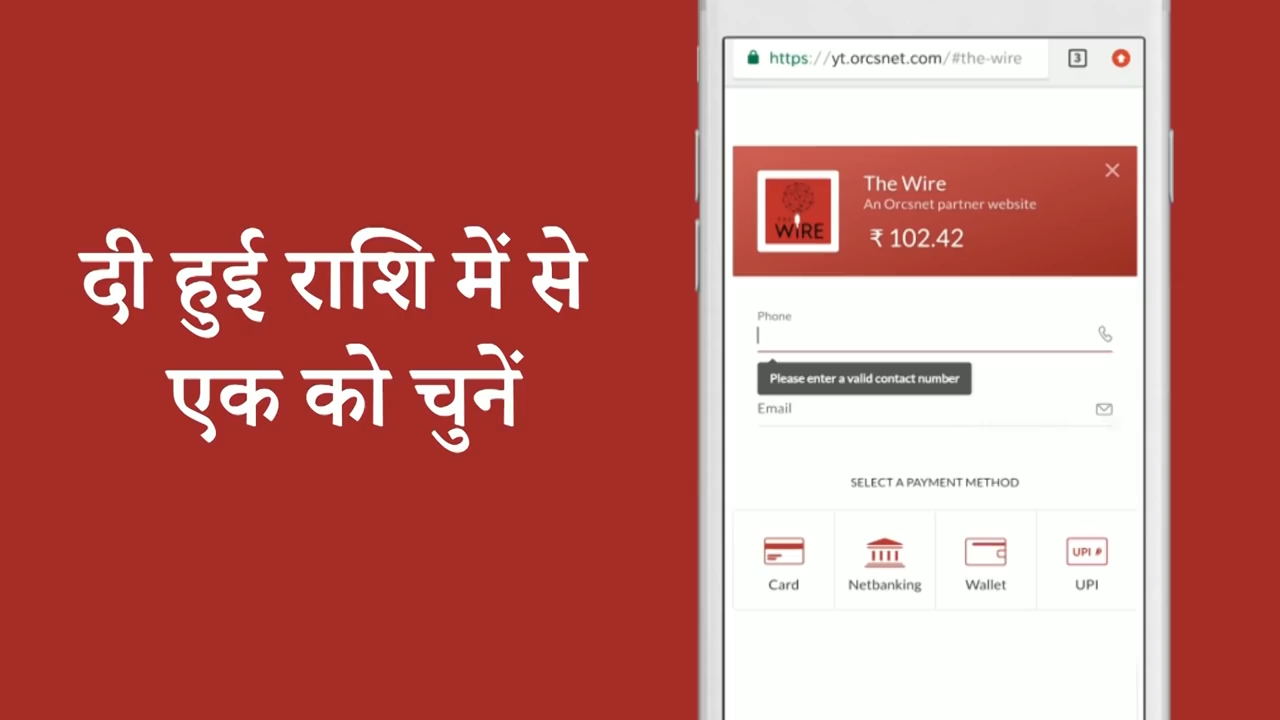 दी हुई राशि में से
एक को चुनें
https://yt.orcsnet.com/#the-wire
3
The Wire
An Orcsnet partner website
₹ 102.42
WIRE
Phone
Please enter a valid contact number
Email
SELECT A PAYMENT METHOD
Card
Netbanking
Wallet
UPI
UPI